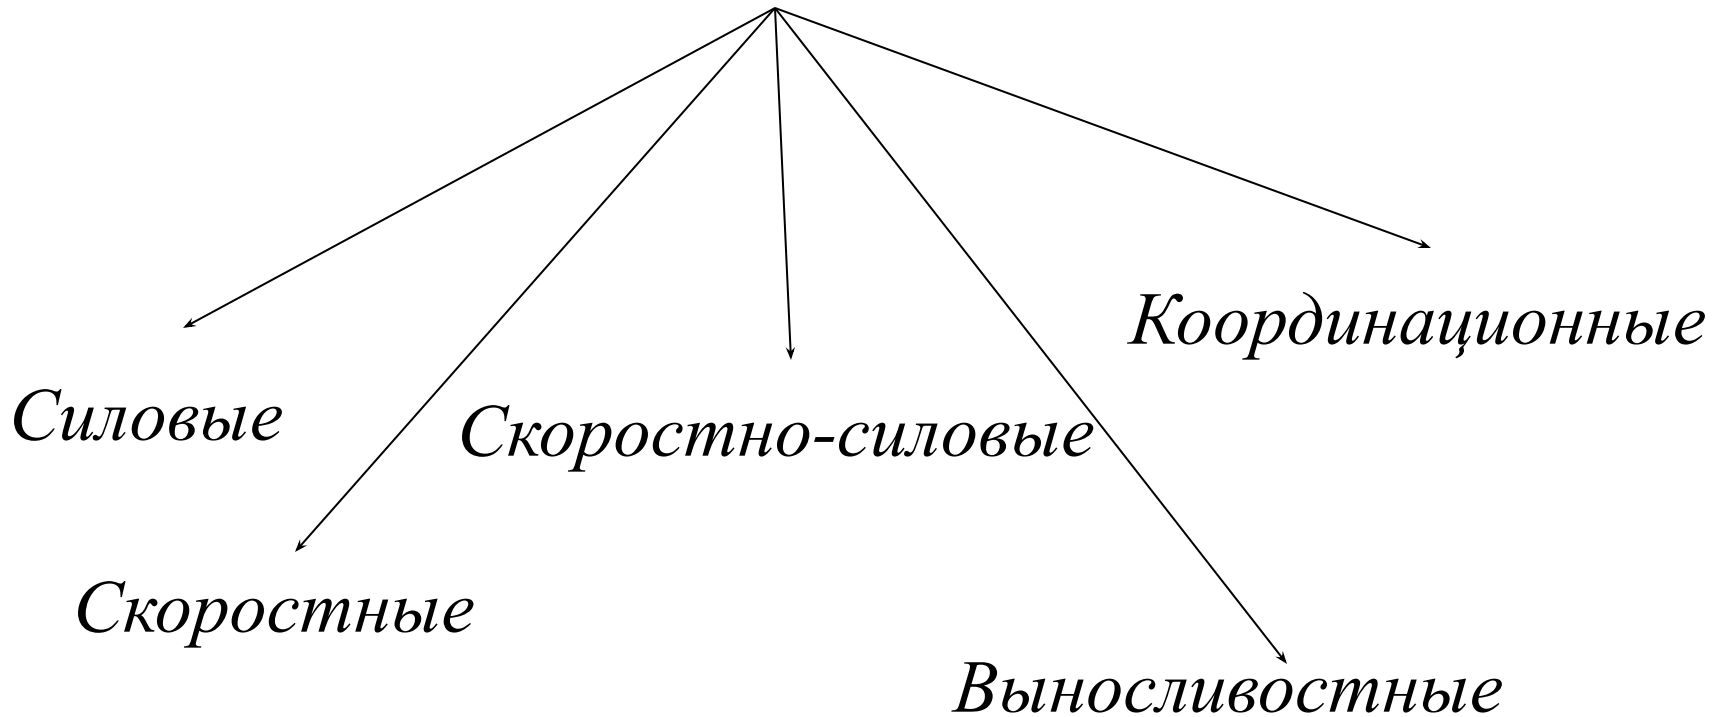 Координационные
Силовые
Скоростно-силовые
Скоростные
Выносливостные